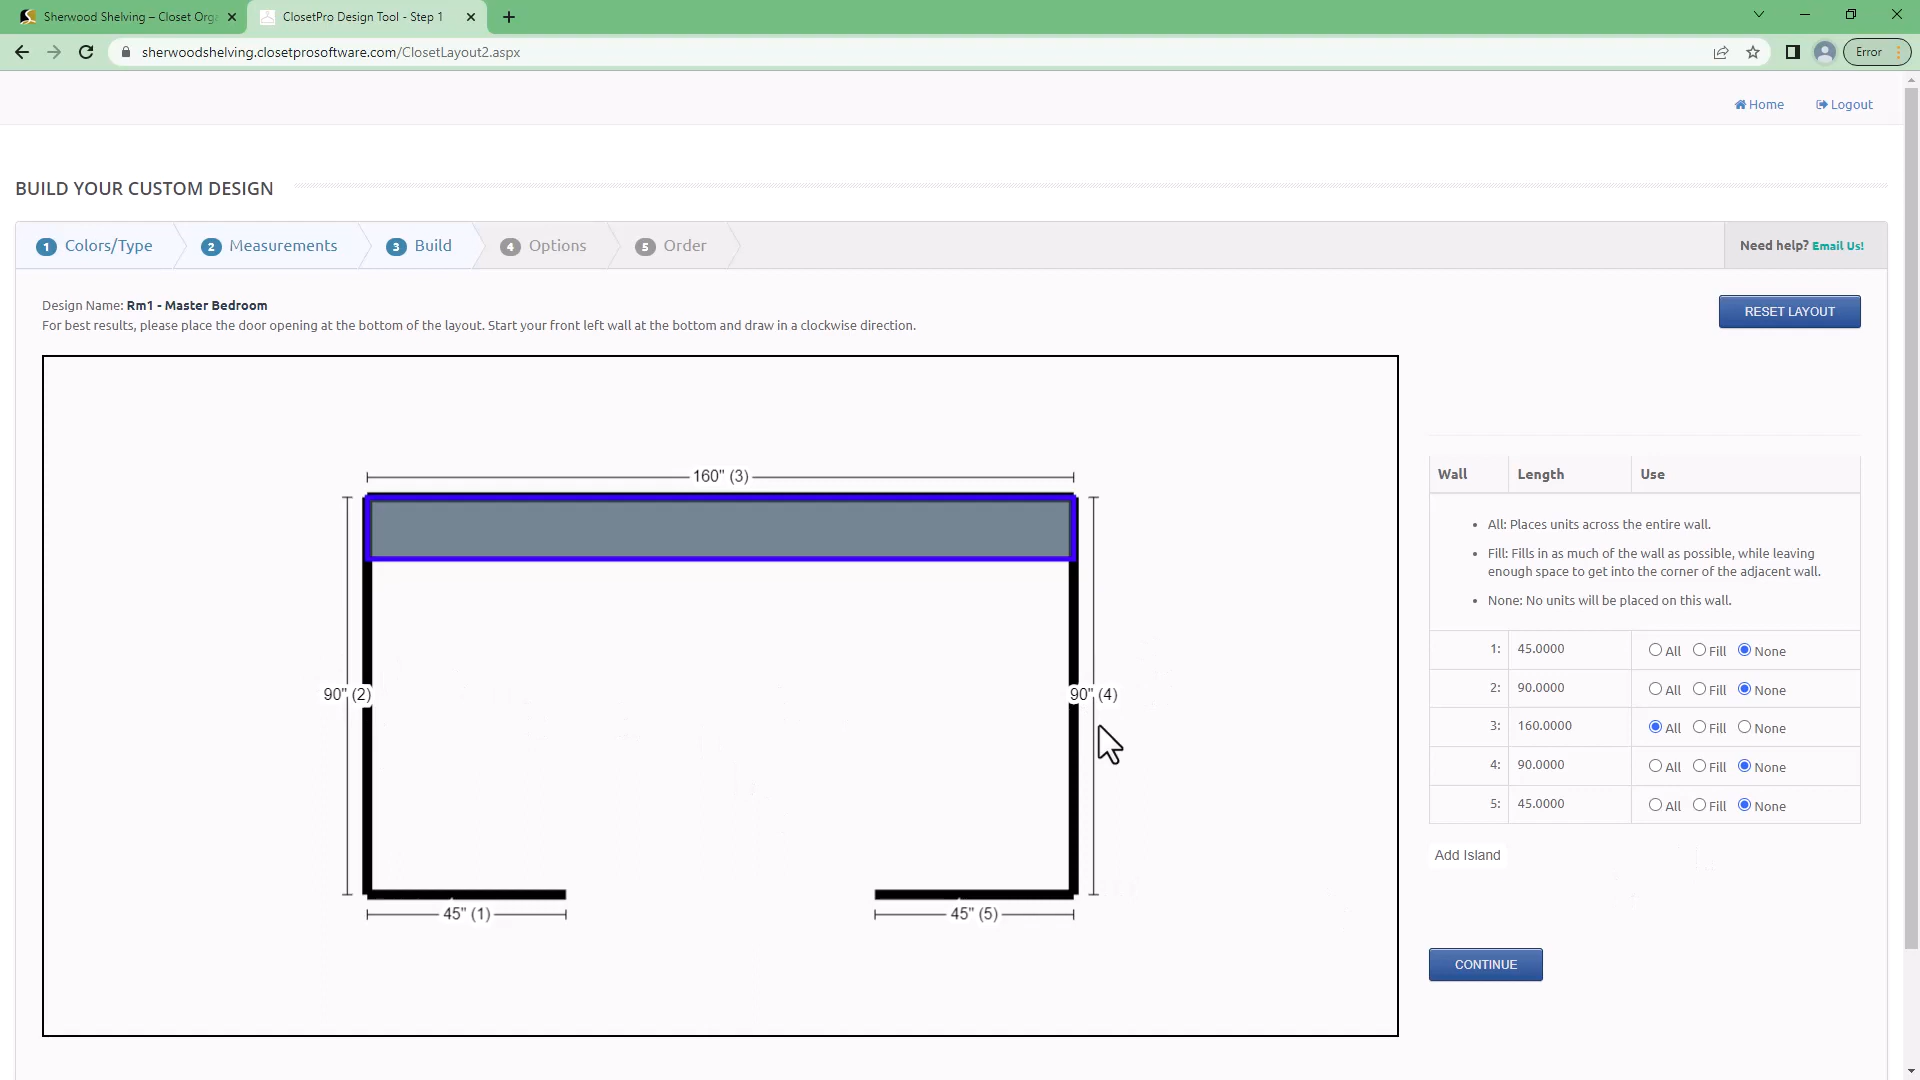 Sherwood Shelving – Closet Orga
ClosetPro Design Tool - Step 1
sherwoodshelving.closetprosoftware.com/ClosetLayout2.aspx
Error
Home
Logout
BUILD YOUR CUSTOM DESIGN
1 Colors/Type
2 Measurements
3 Build
4 Options
5 Order
Need help? Email Us!
Design Name: Rm1 - Master Bedroom
For best results, please place the door opening at the bottom of the layout. Start your front left wall at the bottom and draw in a clockwise direction.
RESET LAYOUT
160" (3)
90" (2)
90" (4)
45" (1)
45" (5)
Wall Length Use
• All: Places units across the entire wall.
• Fill: Fills in as much of the wall as possible, while leaving
enough space to get into the corner of the adjacent wall.
• None: No units will be placed on this wall.
1: 45.0000 All Fill None
2: 90.0000 All Fill None
3: 160.0000 All Fill None
4: 90.0000 All Fill None
5: 45.0000 All Fill None
Add Island
CONTINUE